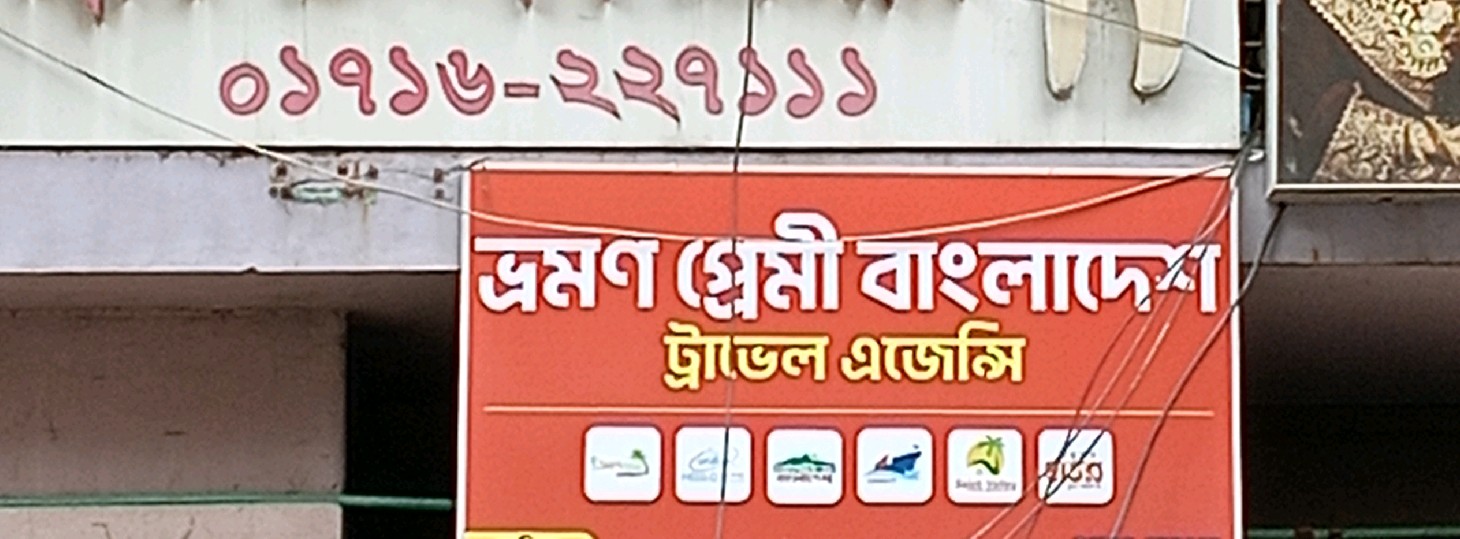 ০১৭১৬-২২৭১১১
ভ্রমণ প্রেমী বাংলাদেশ
ট্রাভেল এজেন্সি